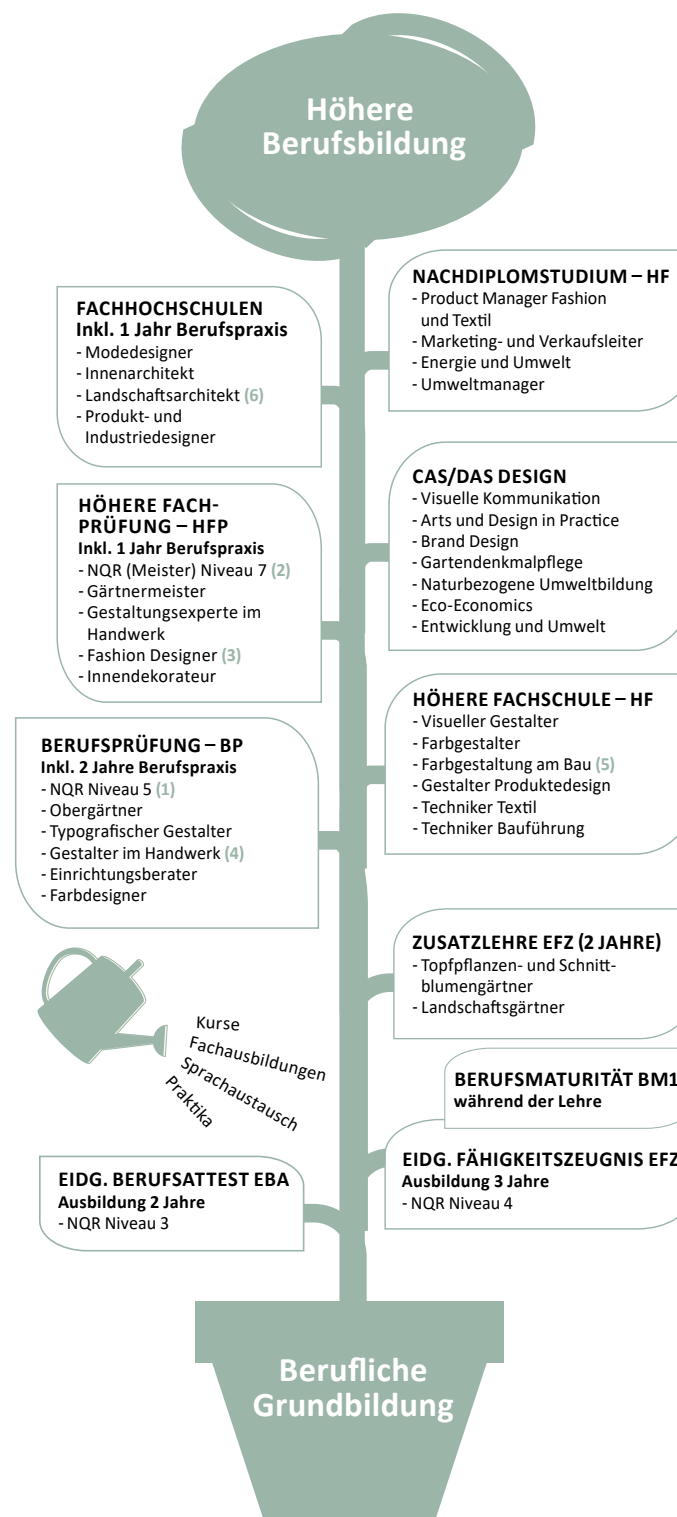 Höhere
Berufsbildung
FACHHOCHSCHULEN
Inkl. 1 Jahr Berufspraxis
- Modedesigner
- Innenarchitekt
- Landschaftsarchitekt (6)
- Produkt- und
Industriedesigner
NACHDIPLOMSTUDIUM – HF
- Product Manager Fashion
und Textil
- Marketing- und Verkaufsleiter
- Energie und Umwelt
- Umweltmanager
HÖHERE FACH-
PRÜFUNG – HFP
Inkl. 1 Jahr Berufspraxis
- NQR (Meister) Niveau 7 (2)
- Gärtnermeister
- Gestaltungsexperte im
Handwerk
- Fashion Designer (3)
- Innendekorateur
CAS/DAS DESIGN
- Visuelle Kommunikation
- Arts und Design in Practice
- Brand Design
- Gartendenkmalpflege
- Naturbezogene Umweltbildung
- Eco-Economics
- Entwicklung und Umwelt
BERUFSPRÜFUNG – BP
Inkl. 2 Jahre Berufspraxis
- NQR Niveau 5 (1)
- Obergärtner
- Typografischer Gestalter
- Gestalter im Handwerk (4)
- Einrichtungsberater
- Farbdesigner
HÖHERE FACHSCHULE – HF
- Visueller Gestalter
- Farbgestalter
- Farbgestaltung am Bau (5)
- Gestalter Produktedesign
- Techniker Textil
- Techniker Bauführung
ZUSATZLEHRE EFZ (2 JAHRE)
- Topfpflanzen- und Schnitt-
blumengärtner
- Landschaftsgärtner
Kurse
Fachausbildungen
Sprachaustausch
Praktika
BERUFSMATURITÄT BM1
während der Lehre
EIDG. BERUFSATTEST EBA
Ausbildung 2 Jahre
- NQR Niveau 3
EIDG. FÄHIGKEITSZEUGNIS EFZ
Ausbildung 3 Jahre
- NQR Niveau 4
Berufliche
Grundbildung